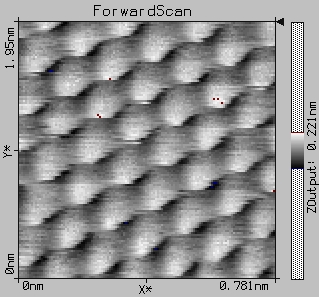 ForwardScan
1.95nm
Y*
0nm
0nm
X*
0.781nm
ZOutput: 0.221nm